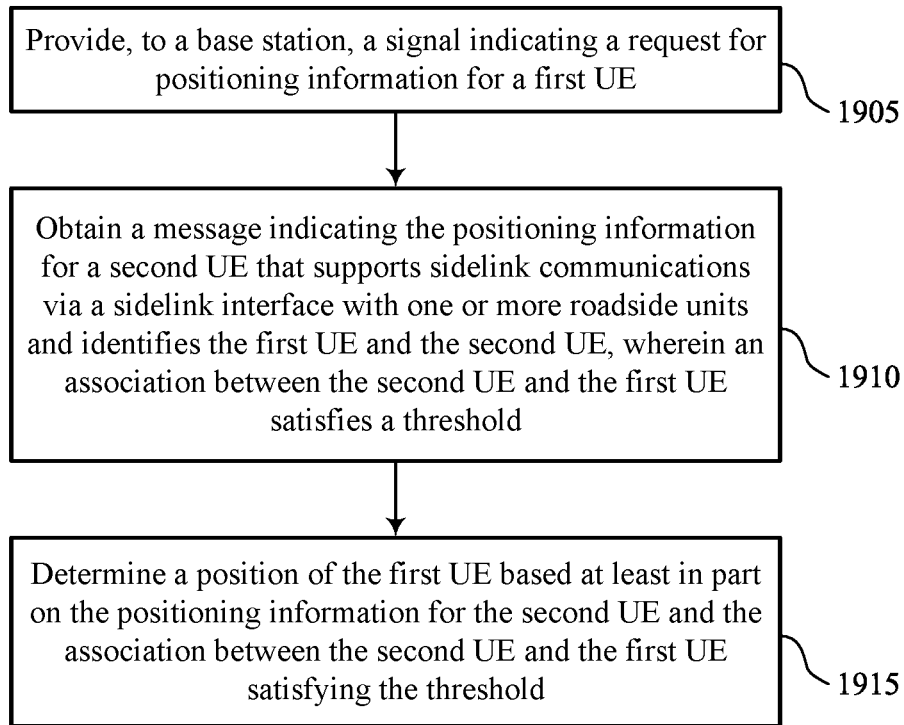 Provide, to a base station, a signal indicating a request for
positioning information for a first UE
1905
Obtain a message indicating the positioning information
for a second UE that supports sidelink communications
via a sidelink interface with one or more roadside units
and identifies the first UE and the second UE, wherein an
association between the second UE and the first UE
satisfies a threshold
1910
Determine a position of the first UE based at least in part
on the positioning information for the second UE and the
association between the second UE and the first UE
satisfying the threshold
1915